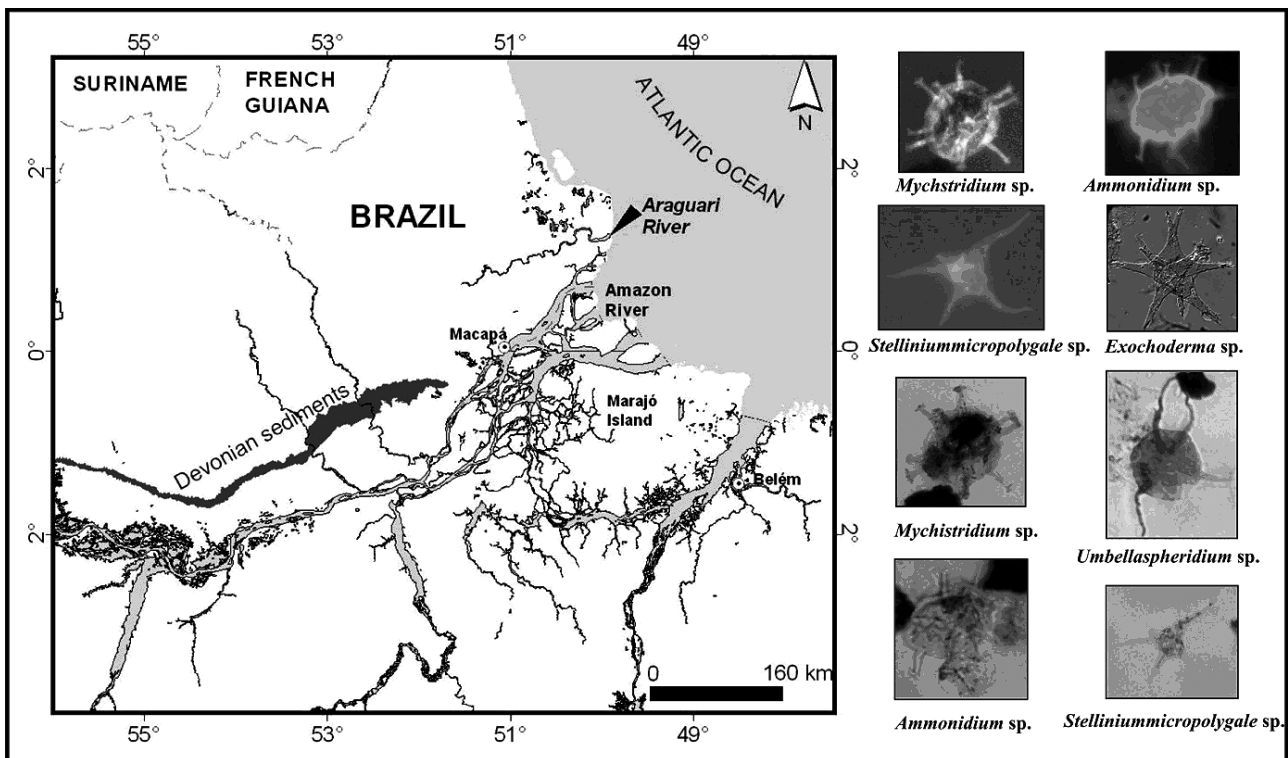 55°
53°
51°
49°
SURINAME
FRENCH
GUIANA
ATLANTIC OCEAN
N
2°
2°
BRAZIL
Araguari
River
Amazon
River
Macapá
0°
0°
Devonian sediments
Marajó
Island
Belém
2°
2°
0
160 km
55°
53°
51°
49°
Mychstridium sp.
Ammonidium sp.
Stelliniummicropolygale sp.
Exochoderma sp.
Mychistridium sp.
Umbellaspheridium sp.
Ammonidium sp.
Stelliniummicropolygale sp.